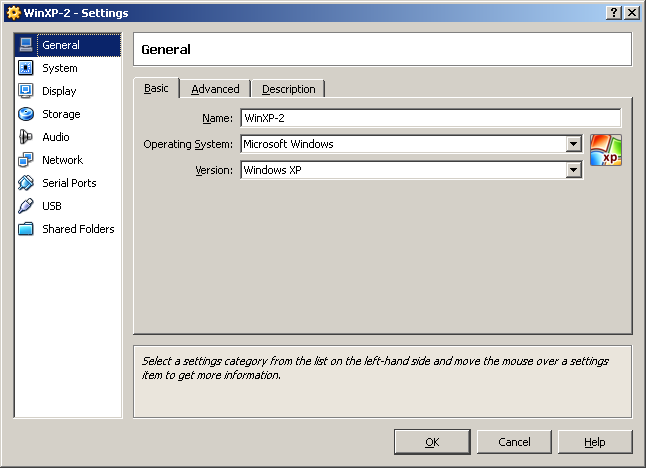 WinXP-2 - Settings
General
System
Display
Storage
Audio
Network
Serial Ports
USB
Shared Folders
General
Basic Advanced Description
Name: WinXP-2
Operating System: Microsoft Windows
Version: Windows XP
xp
Select a settings category from the list on the left-hand side and move the mouse over a settings
item to get more information.
OK Cancel Help